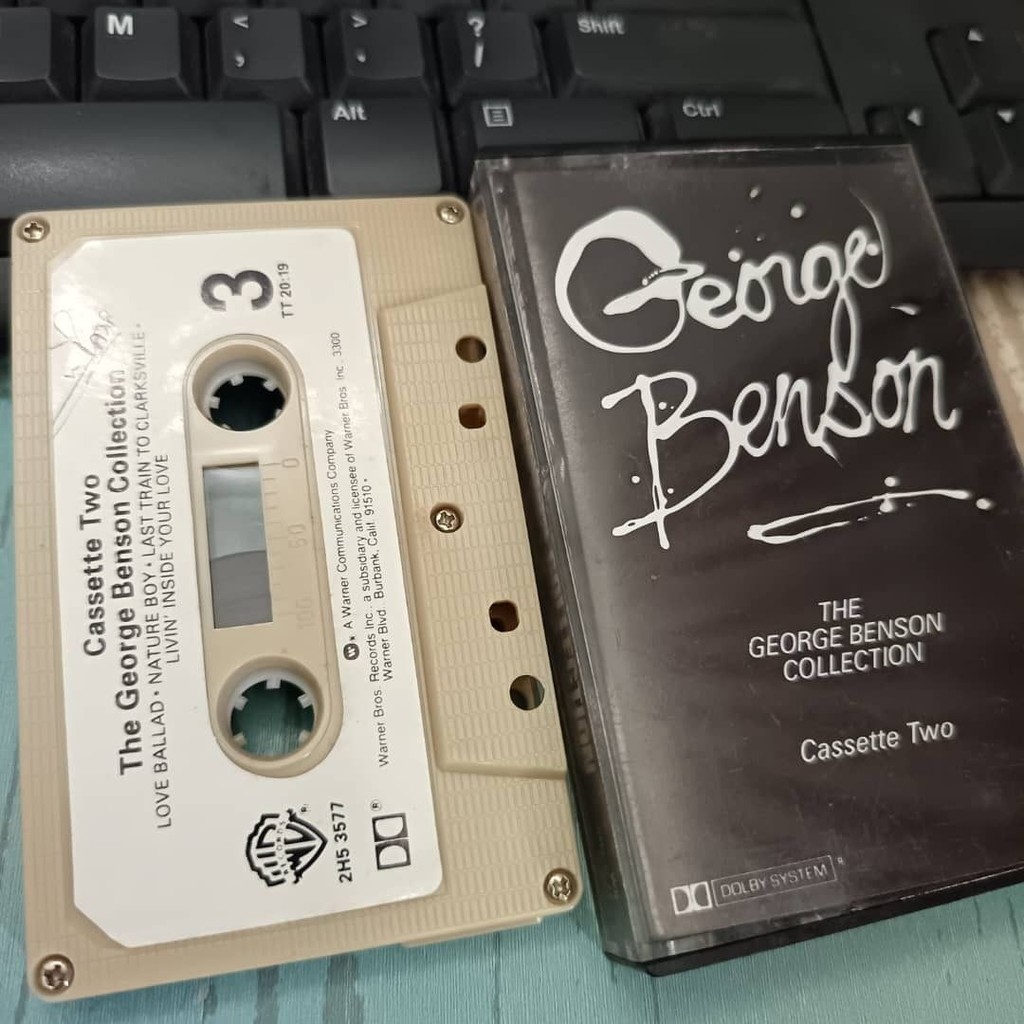 M
<
,
>
.
?
/
Shift
Alt
Ctrl
3
TT 20:19
Cassette Two
The George Benson Collection
LOVE BALLAD • NATURE BOY • LAST TRAIN TO CLARKSVILLE •
LIVIN' INSIDE YOUR LOVE
0
50
100
W • A Warner Communications Company
Warner Bros. Records Inc., a subsidiary and licensee of Warner Bros. Inc., 3300
Warner Blvd., Burbank, Calif. 91510 •
WB
RECORDS
R
2H5 3577
®
George
Benson
THE
GEORGE BENSON
COLLECTION
Cassette Two
DOLBY SYSTEM®